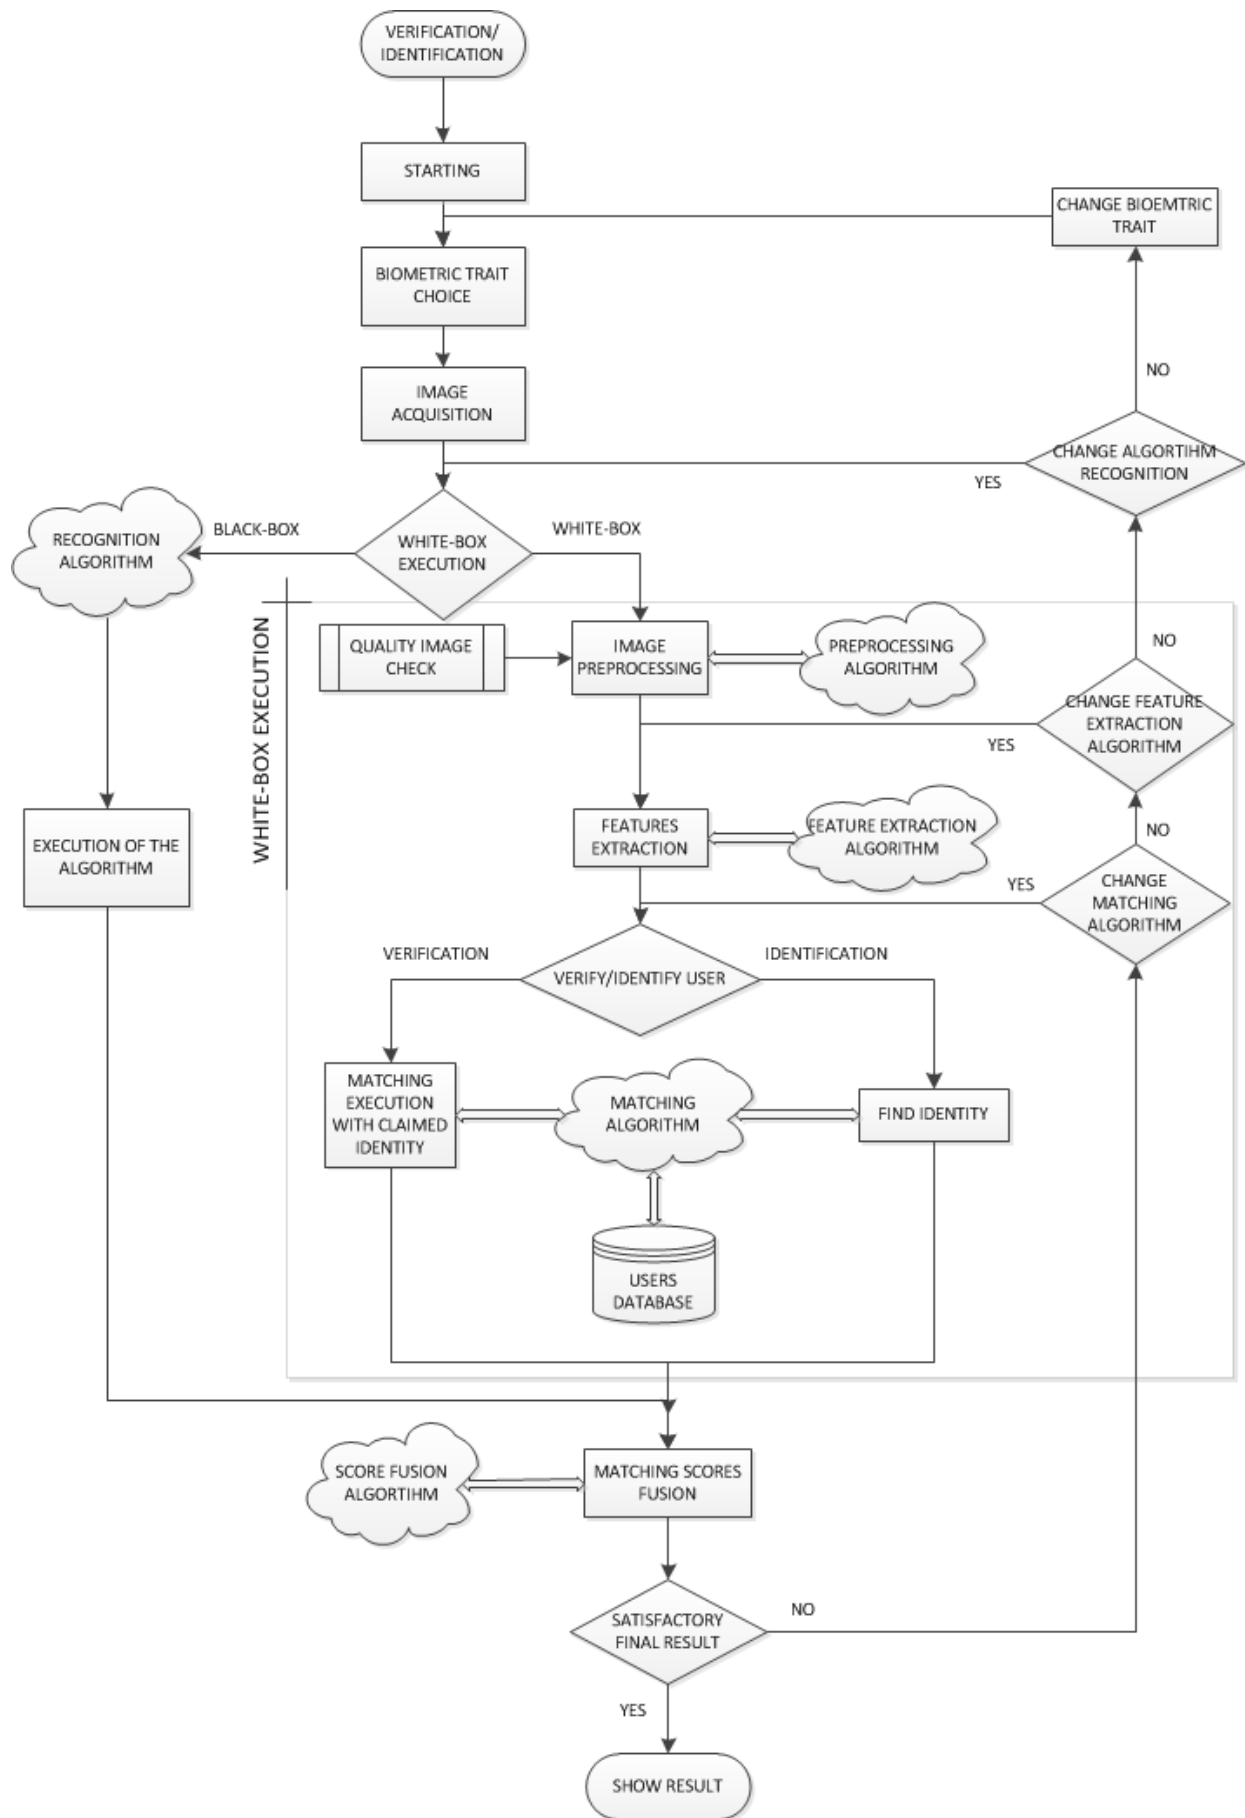 VERIFICATION/
IDENTIFICATION
STARTING
CHANGE BIOEMTRIC
TRAIT
BIOMETRIC TRAIT
CHOICE
IMAGE
ACQUISITION
NO
CHANGE ALGORTIHM
RECOGNITION
YES
RECOGNITION
ALGORITHM
BLACK-BOX
WHITE-BOX
EXECUTION
WHITE-BOX
WHITE-BOX EXECUTION
QUALITY IMAGE
CHECK
IMAGE
PREPROCESSING
PREPROCESSING
ALGORITHM
NO
CHANGE FEATURE
EXTRACTION
ALGORITHM
YES
EXECUTION OF THE
ALGORITHM
FEATURES
EXTRACTION
FEATURE EXTRACTION
ALGORITHM
NO
YES
CHANGE
MATCHING
ALGORITHM
VERIFICATION
IDENTIFICATION
VERIFY/IDENTIFY USER
MATCHING
EXECUTION
WITH CLAIMED
IDENTITY
MATCHING
ALGORITHM
FIND IDENTITY
USERS
DATABASE
SCORE FUSION
ALGORTIHM
MATCHING SCORES
FUSION
SATISFACTORY
FINAL RESULT
NO
YES
SHOW RESULT